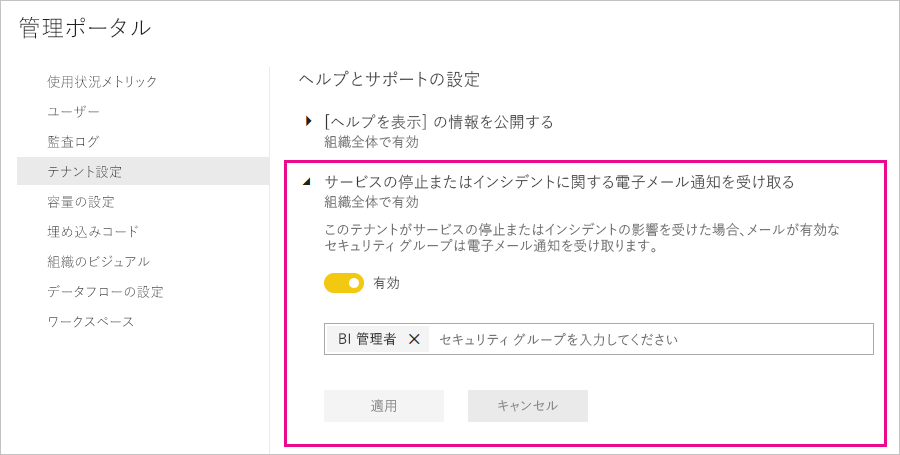 管理ポータル
使用状況メトリック
ユーザー
監査ログ
テナント設定
容量の設定
埋め込みコード
組織のビジュアル
データフローの設定
ワークスペース
ヘルプとサポートの設定
[ヘルプを表示] の情報を公開する
組織全体で有効
サービスの停止またはインシデントに関する電子メール通知を受け取る
組織全体で有効
このテナントがサービスの停止またはインシデントの影響を受けた場合、メールが有効な
セキュリティ グループは電子メール通知を受け取ります。
有効
BI 管理者 セキュリティ グループを入力してください
適用 キャンセル